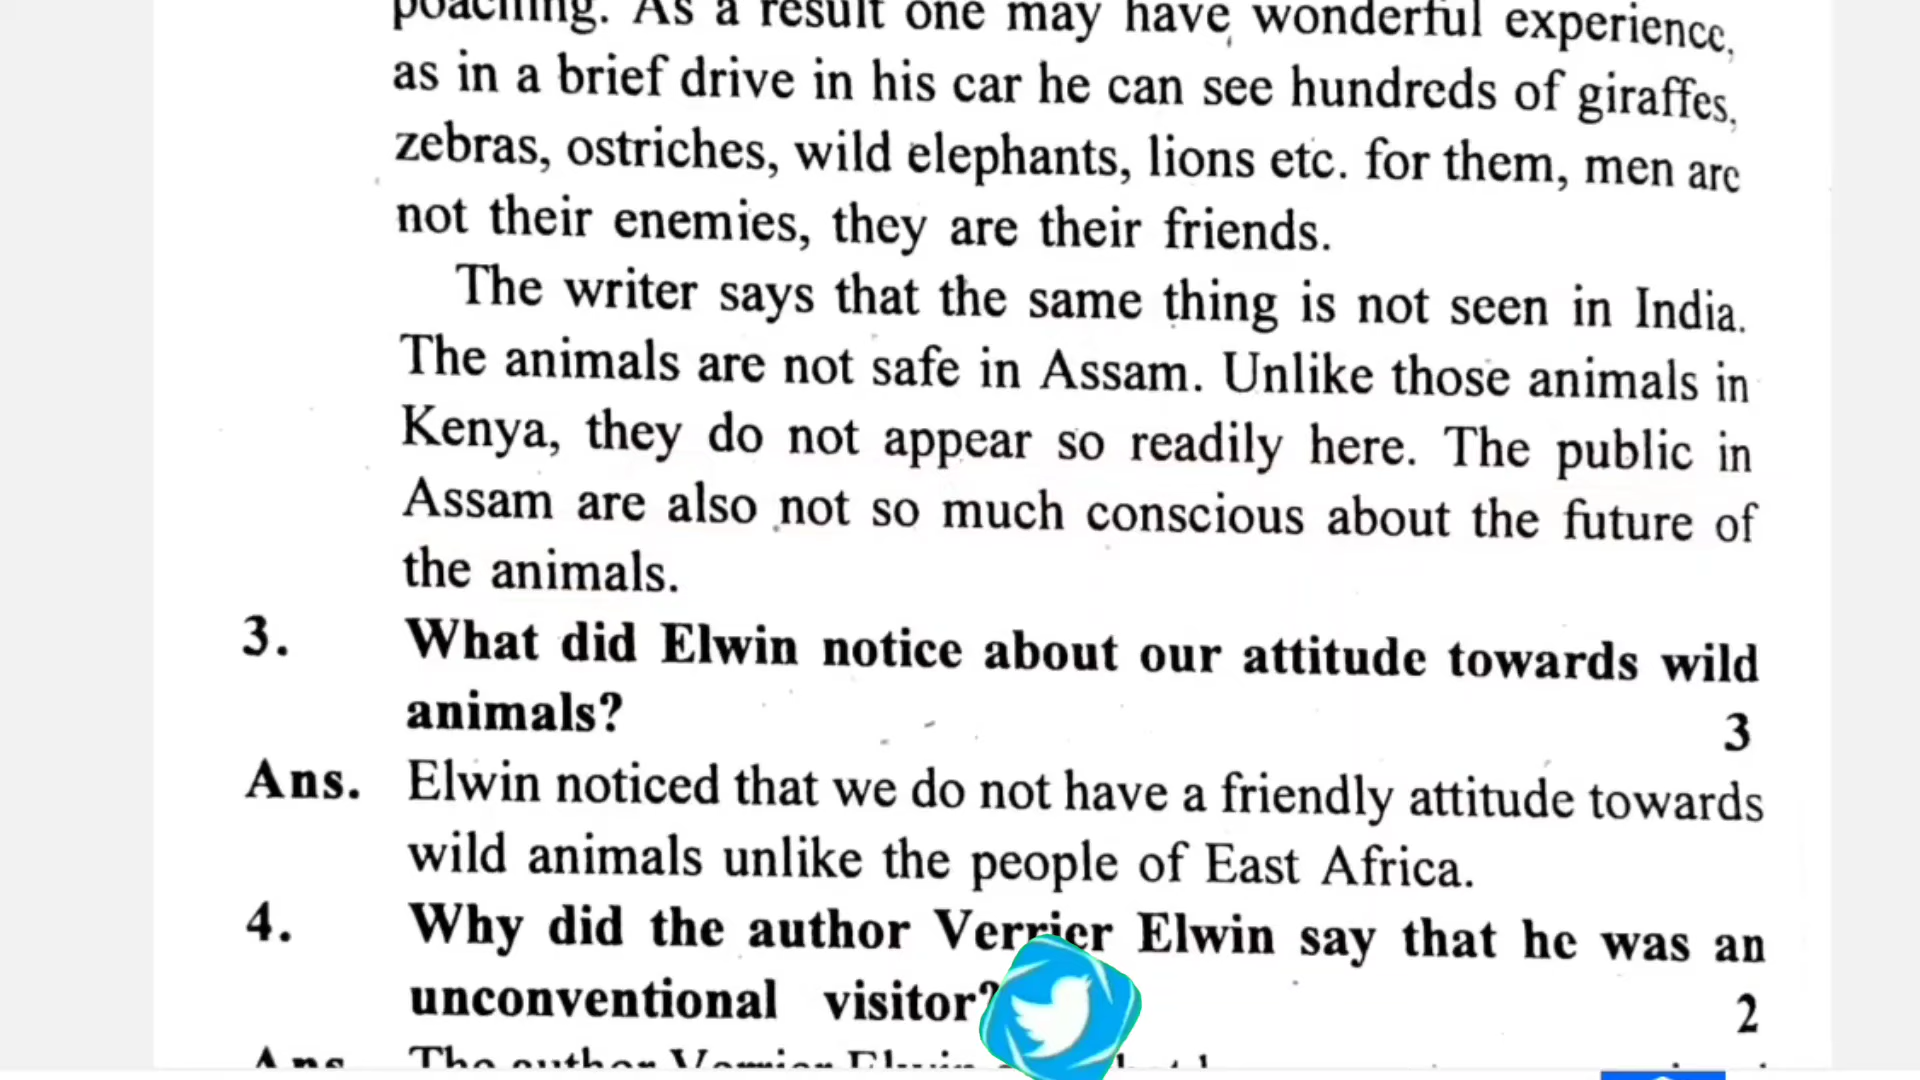 poaching. As a result one may have wonderful experience,
as in a brief drive in his car he can see hundreds of giraffes,
zebras, ostriches, wild elephants, lions etc. for them, men are
not their enemies, they are their friends.
The writer says that the same thing is not seen in India.
The animals are not safe in Assam. Unlike those animals in
Kenya, they do not appear so readily here. The public in
Assam are also not so much conscious about the future of
the animals.
3. What did Elwin notice about our attitude towards wild
animals? 3
Ans. Elwin noticed that we do not have a friendly attitude towards
wild animals unlike the people of East Africa.
4. Why did the author Verrier Elwin say that he was an
unconventional visitor? 2
Ans. The author Verrier Elwin